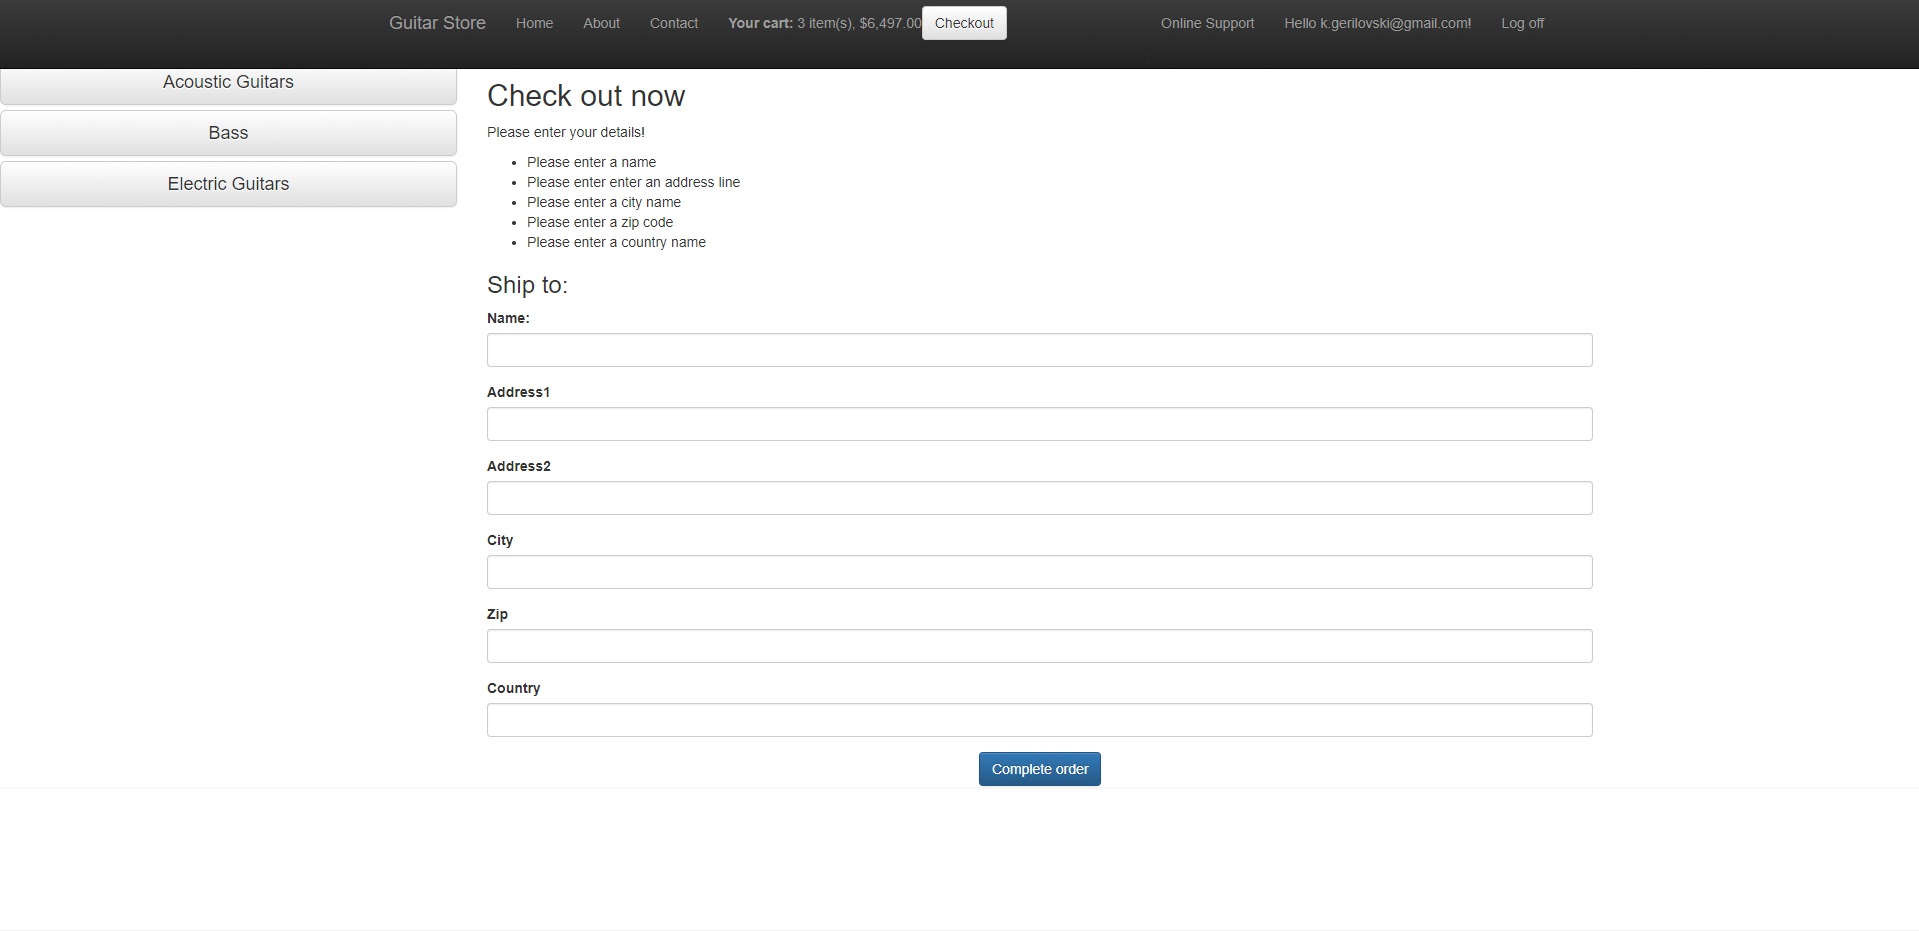 Guitar Store Home About Contact Your cart: 3 item(s), $6,497.00 Checkout Online Support Hello k.gerilovski@gmail.com! Log off
Acoustic Guitars
Bass
Electric Guitars
Check out now
Please enter your details!
Please enter a name
Please enter enter an address line
Please enter a city name
Please enter a zip code
Please enter a country name
Ship to:
Name:
Address1
Address2
City
Zip
Country
Complete order